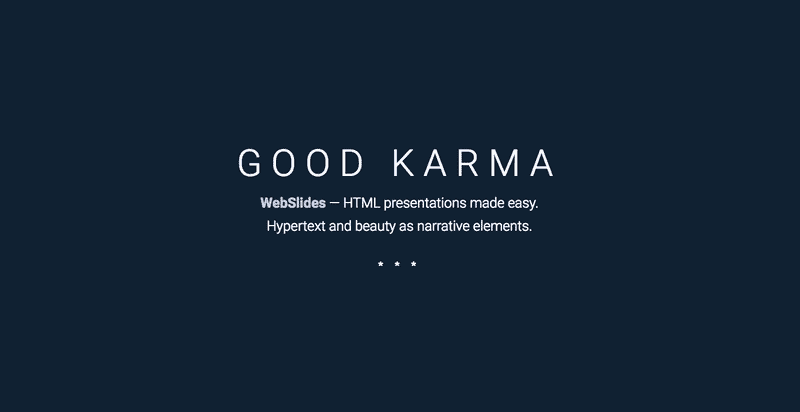 GOOD KARMA
WebSlides — HTML presentations made easy.
Hypertext and beauty as narrative elements.
* * *